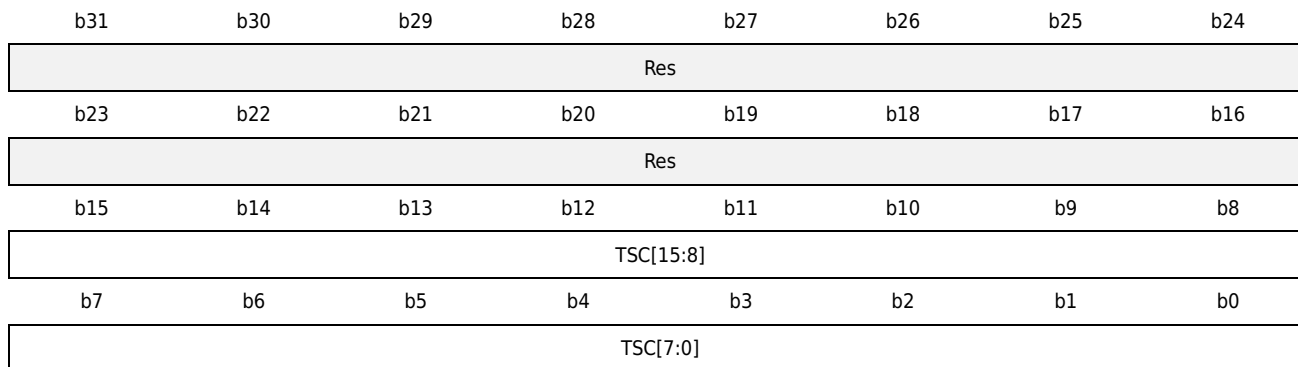 b31 b30 b29 b28 b27 b26 b25 b24
Res
b23 b22 b21 b20 b19 b18 b17 b16
Res
b15 b14 b13 b12 b11 b10 b9 b8
TSC[15:8]
b7 b6 b5 b4 b3 b2 b1 b0
TSC[7:0]